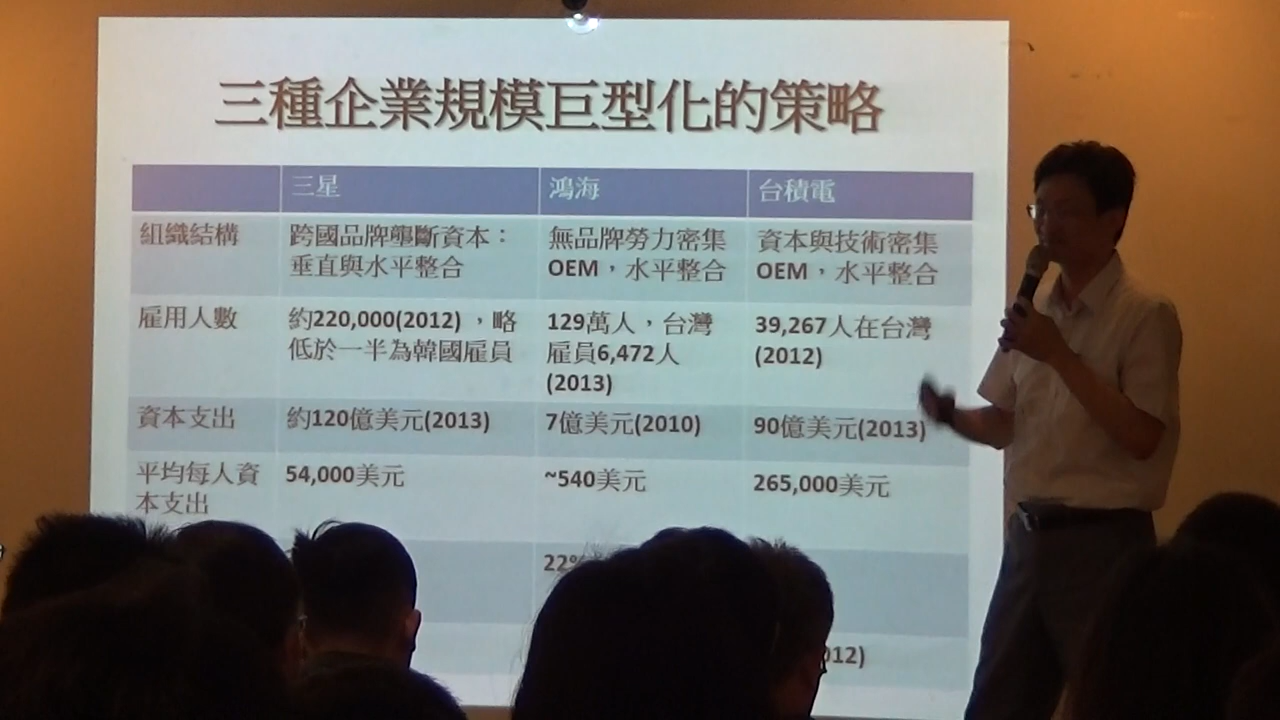 三種企業規模巨型化的策略
三星 鴻海 台積電
組織結構 跨國品牌壟斷資本： 無品牌勞力密集 資本與技術密集
垂直與水平整合 OEM，水平整合 OEM，水平整合
雇用人數 約220,000(2012)，略 129萬人，台灣 39,267人在台灣
低於一半為韓國雇員 雇員6,472人 (2012)
(2013)
資本支出 約120億美元(2013) 7億美元(2010) 90億美元(2013)
平均每人資 54,000美元 ~540美元 265,000美元
本支出